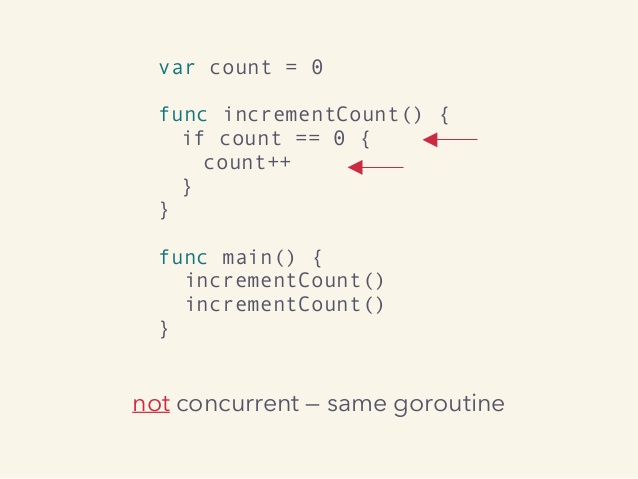 var count = 0
func incrementCount() {
if count == 0 {
count++
}
}
func main() {
incrementCount()
incrementCount()
}
not concurrent — same goroutine